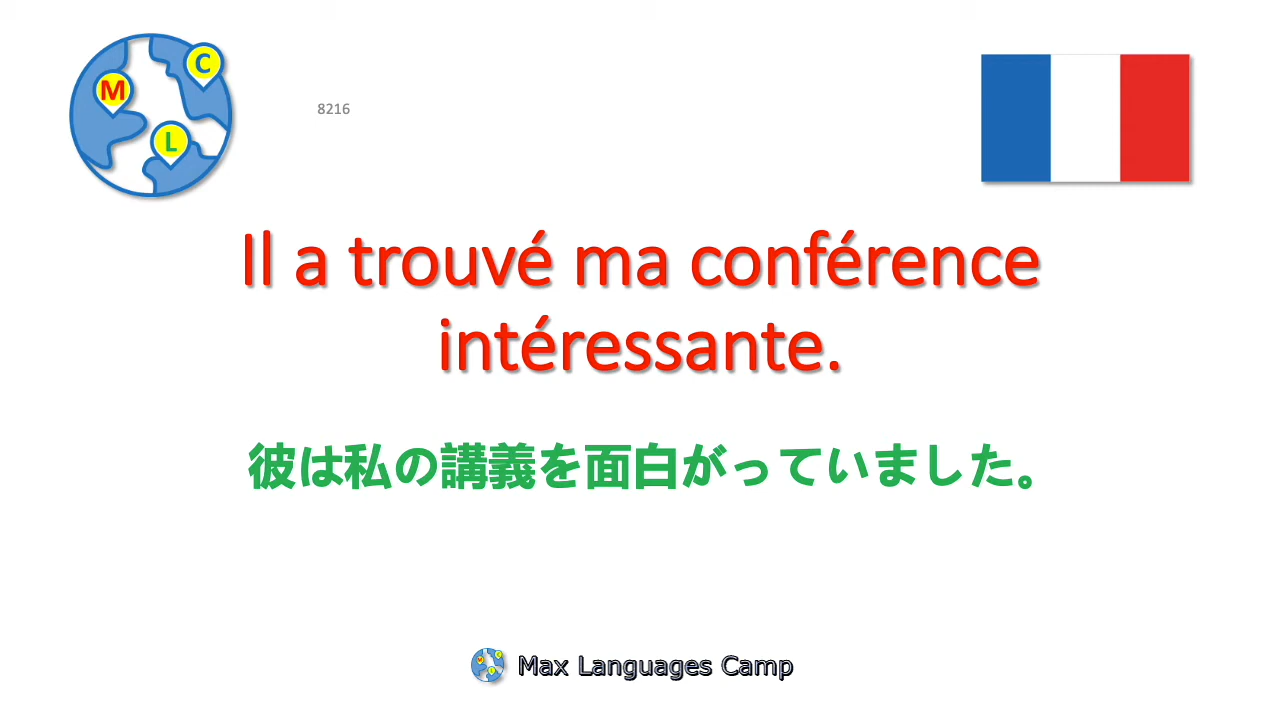 M
C
L
8216
Il a trouvé ma conférence
intéressante.
彼は私の講義を面白がっていました。
Max Languages Camp